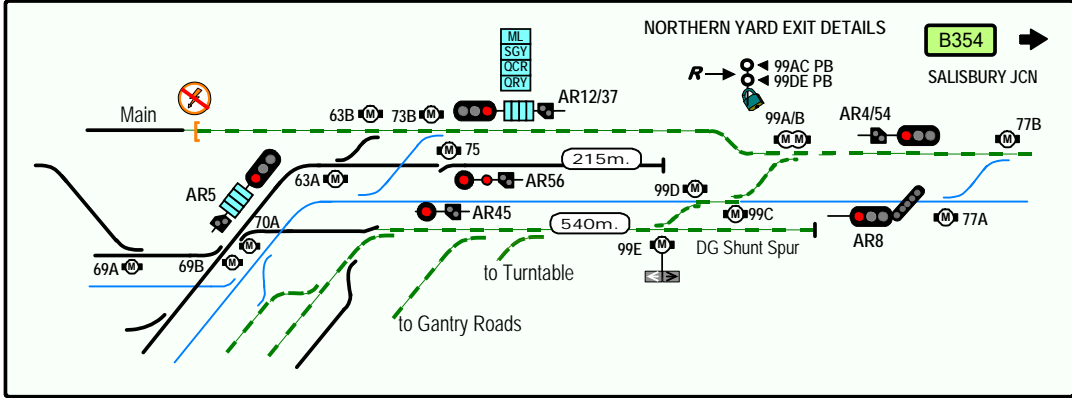 NORTHERN YARD EXIT DETAILS
B354
SALISBURY JCN
ML
SGY
QCR
QRY
R
99AC PB
99DE PB
Main
63B
M
73B
M
AR12/37
99A/B
MM
AR4/54
77B
M
75
M
215m.
AR5
63A
M
AR56
99D
M
70A
M
AR45
99C
M
77A
M
540m.
AR8
69A
M
69B
M
99E
M
DG Shunt Spur
to Turntable
to Gantry Roads